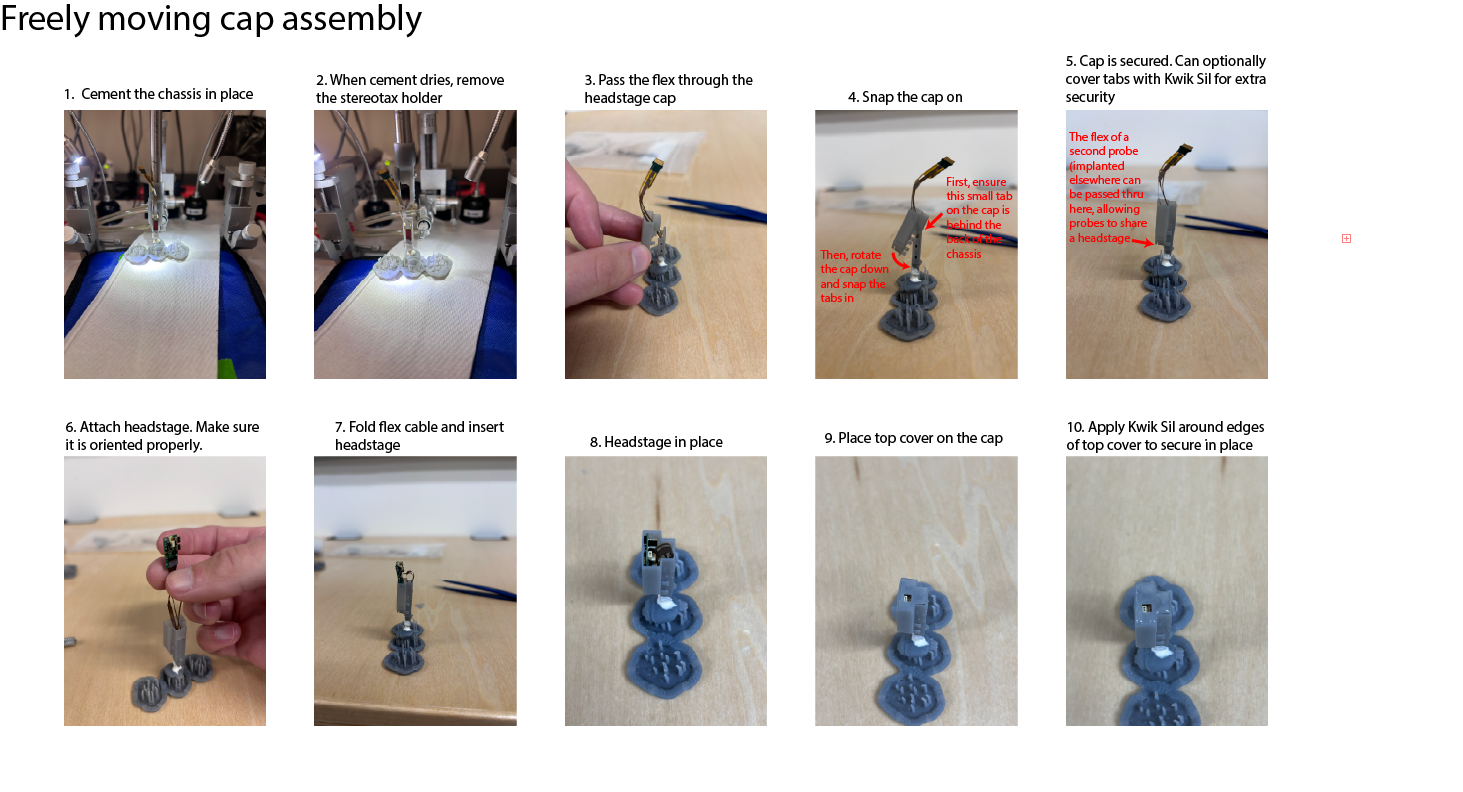 Freely moving cap assembly
1. Cement the chassis in place
2. When cement dries, remove
the stereotax holder
3. Pass the flex through the
headstage cap
4. Snap the cap on
First, ensure
this small tab
on the cap is
behind the
back of the
chassis
Then, rotate
the cap down
and snap the
tabs in
5. Cap is secured. Can optionally
cover tabs with Kwik Sil for extra
security
The flex of a
second probe
(implanted
elsewhere can
be passed thru
here, allowing
probes to share
a headstage
6. Attach headstage. Make sure
it is oriented properly.
7. Fold flex cable and insert
headstage
8. Headstage in place
9. Place top cover on the cap
10. Apply Kwik Sil around edges
of top cover to secure in place